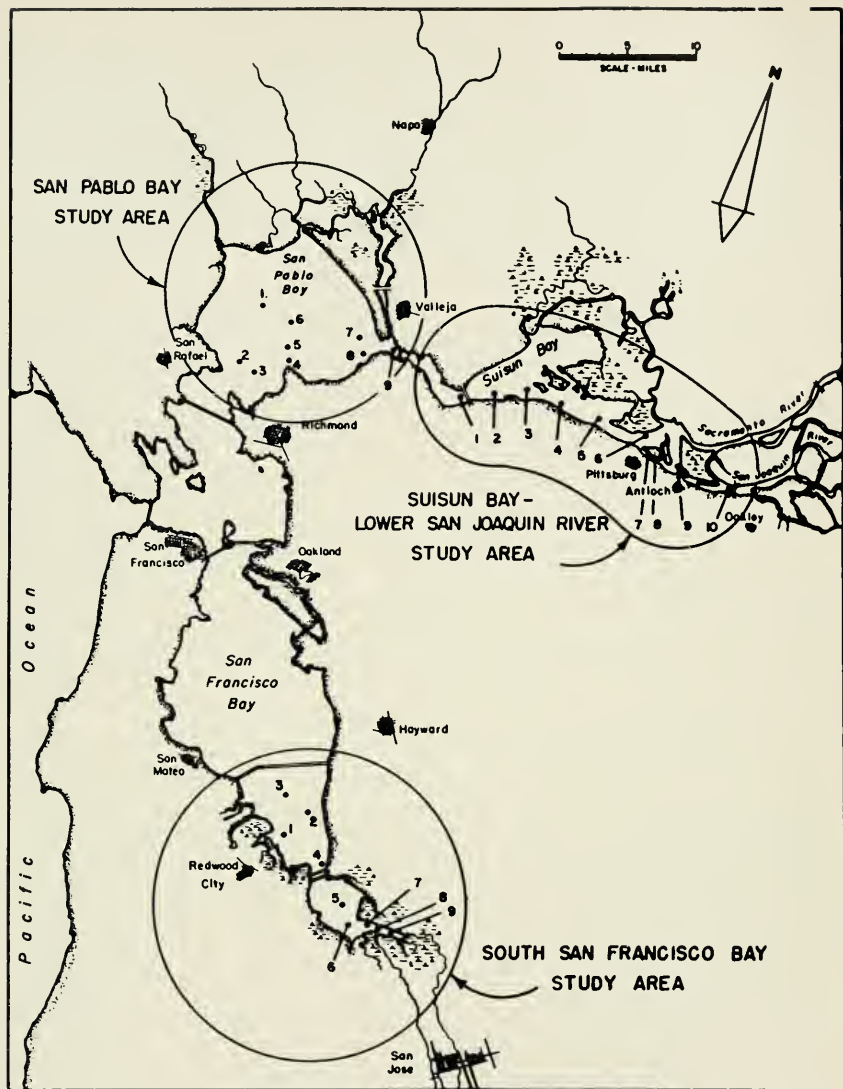 0 5 10
SCALE - MILES
N
Napa
SAN PABLO BAY
STUDY AREA
San
Pablo
Bay
1
6
5
4
2
3
7
8
9
Valleja
San
Rafael
Richmond
Suisun Bay
Sacramento River
San Joaquin River
1 2 3 4 5 6
Pittsburg
Antioch
7 8 9 10
Oakley
SUISUN BAY -
LOWER SAN JOAQUIN RIVER
STUDY AREA
San
Francisco
Oakland
Pacific Ocean
San
Francisco
Bay
Hayward
San
Mateo
3
2
1
4
Redwood
City
5
7
8
9
6
SOUTH SAN FRANCISCO BAY
STUDY AREA
San
Jose